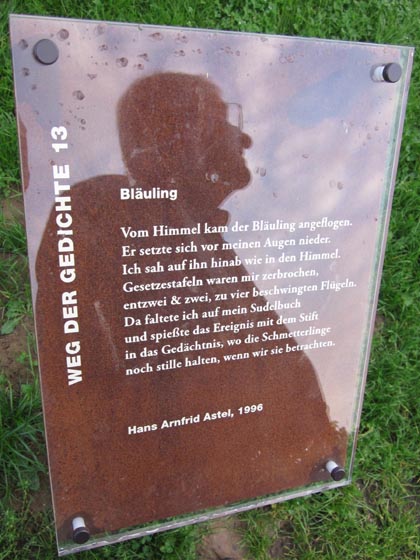 WEG DER GEDICHTE 13
Bläuling
Vom Himmel kam der Bläuling angeflogen.
Er setzte sich vor meinen Augen nieder.
Ich sah auf ihn hinab wie in den Himmel.
Gesetzestafeln waren mir zerbrochen,
entzwei & zwei, zu vier beschwingten Flügeln.
Da faltete ich auf mein Sudelbuch
und spießte das Ereignis mit dem Stift
in das Gedächtnis, wo die Schmetterlinge
noch stille halten, wenn wir sie betrachten.
Hans Arnfrid Astel, 1996